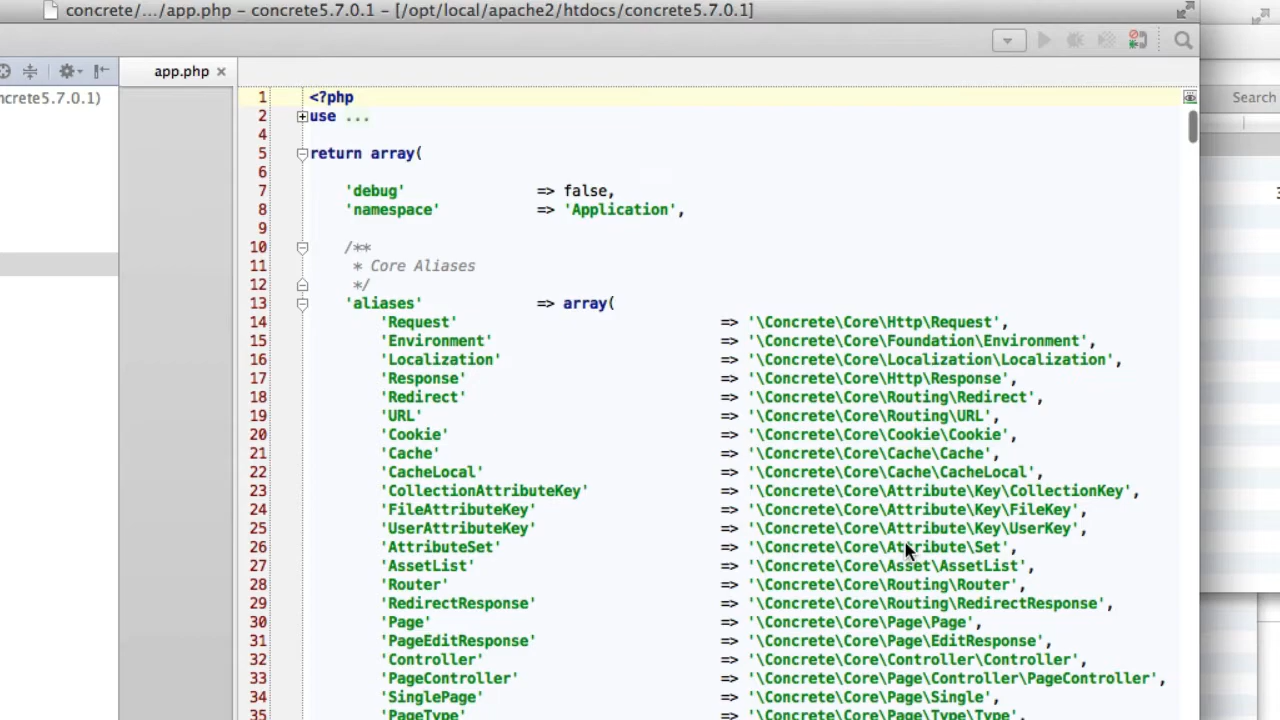 concrete/.../app.php – concrete5.7.0.1 – [/opt/local/apache2/htdocs/concrete5.7.0.1]
app.php
ncrete5.7.0.1)
Search
1 <?php
2 use ...
4
5 return array(
6
7 'debug' => false,
8 'namespace' => 'Application',
9
10 /**
11 * Core Aliases
12 */
13 'aliases' => array(
14 'Request' => '\Concrete\Core\Http\Request',
15 'Environment' => '\Concrete\Core\Foundation\Environment',
16 'Localization' => '\Concrete\Core\Localization\Localization',
17 'Response' => '\Concrete\Core\Http\Response',
18 'Redirect' => '\Concrete\Core\Routing\Redirect',
19 'URL' => '\Concrete\Core\Routing\URL',
20 'Cookie' => '\Concrete\Core\Cookie\Cookie',
21 'Cache' => '\Concrete\Core\Cache\Cache',
22 'CacheLocal' => '\Concrete\Core\Cache\CacheLocal',
23 'CollectionAttributeKey' => '\Concrete\Core\Attribute\Key\CollectionKey',
24 'FileAttributeKey' => '\Concrete\Core\Attribute\Key\FileKey',
25 'UserAttributeKey' => '\Concrete\Core\Attribute\Key\UserKey',
26 'AttributeSet' => '\Concrete\Core\Attribute\Set',
27 'AssetList' => '\Concrete\Core\Asset\AssetList',
28 'Router' => '\Concrete\Core\Routing\Router',
29 'RedirectResponse' => '\Concrete\Core\Routing\RedirectResponse',
30 'Page' => '\Concrete\Core\Page\Page',
31 'PageEditResponse' => '\Concrete\Core\Page\EditResponse',
32 'Controller' => '\Concrete\Core\Controller\Controller',
33 'PageController' => '\Concrete\Core\Page\Controller\PageController',
34 'SinglePage' => '\Concrete\Core\Page\Single',
35 'PageType' => '\Concrete\Core\Page\Type\Type',